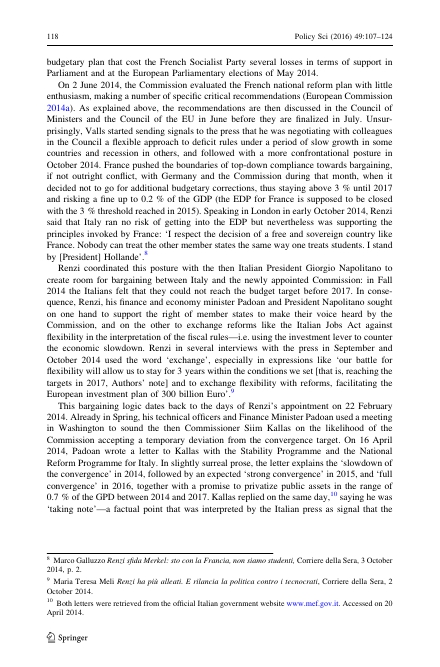 118 Policy Sci (2016) 49:107–124
budgetary plan that cost the French Socialist Party several losses in terms of support in
Parliament and at the European Parliamentary elections of May 2014.
On 2 June 2014, the Commission evaluated the French national reform plan with little
enthusiasm, making a number of specific critical recommendations (European Commission
2014a). As explained above, the recommendations are then discussed in the Council of
Ministers and the Council of the EU in June before they are finalized in July. Unsur-
prisingly, Valls started sending signals to the press that he was negotiating with colleagues
in the Council a flexible approach to deficit rules under a period of slow growth in some
countries and recession in others, and followed with a more confrontational posture in
October 2014. France pushed the boundaries of top-down compliance towards bargaining,
if not outright conflict, with Germany and the Commission during that month, when it
decided not to go for additional budgetary corrections, thus staying above 3 % until 2017
and risking a fine up to 0.2 % of the GDP (the EDP for France is supposed to be closed
with the 3 % threshold reached in 2015). Speaking in London in early October 2014, Renzi
said that Italy ran no risk of getting into the EDP but nevertheless was supporting the
principles invoked by France: ‘I respect the decision of a free and sovereign country like
France. Nobody can treat the other member states the same way one treats students. I stand
by [President] Hollande’.8
Renzi coordinated this posture with the then Italian President Giorgio Napolitano to
create room for bargaining between Italy and the newly appointed Commission: in Fall
2014 the Italians felt that they could not reach the budget target before 2017. In conse-
quence, Renzi, his finance and economy minister Padoan and President Napolitano sought
on one hand to support the right of member states to make their voice heard by the
Commission, and on the other to exchange reforms like the Italian Jobs Act against
flexibility in the interpretation of the fiscal rules—i.e. using the investment lever to counter
the economic slowdown. Renzi in several interviews with the press in September and
October 2014 used the word ‘exchange’, especially in expressions like ‘our battle for
flexibility will allow us to stay for 3 years within the conditions we set [that is, reaching the
targets in 2017, Authors’ note] and to exchange flexibility with reforms, facilitating the
European investment plan of 300 billion Euro’.9
This bargaining logic dates back to the days of Renzi’s appointment on 22 February
2014. Already in Spring, his technical officers and Finance Minister Padoan used a meeting
in Washington to sound the then Commissioner Siim Kallas on the likelihood of the
Commission accepting a temporary deviation from the convergence target. On 16 April
2014, Padoan wrote a letter to Kallas with the Stability Programme and the National
Reform Programme for Italy. In slightly surreal prose, the letter explains the ‘slowdown of
the convergence’ in 2014, followed by an expected ‘strong convergence’ in 2015, and ‘full
convergence’ in 2016, together with a promise to privatize public assets in the range of
0.7 % of the GPD between 2014 and 2017. Kallas replied on the same day,10 saying he was
‘taking note’—a factual point that was interpreted by the Italian press as signal that the
8 Marco Galluzzo Renzi sfida Merkel: sto con la Francia, non siamo studenti, Corriere della Sera, 3 October
2014, p. 2.
9 Maria Teresa Meli Renzi ha più alleati. E rilancia la politica contro i tecnocrati, Corriere della Sera, 2
October 2014.
10 Both letters were retrieved from the official Italian government website www.mef.gov.it. Accessed on 20
April 2014.
Springer